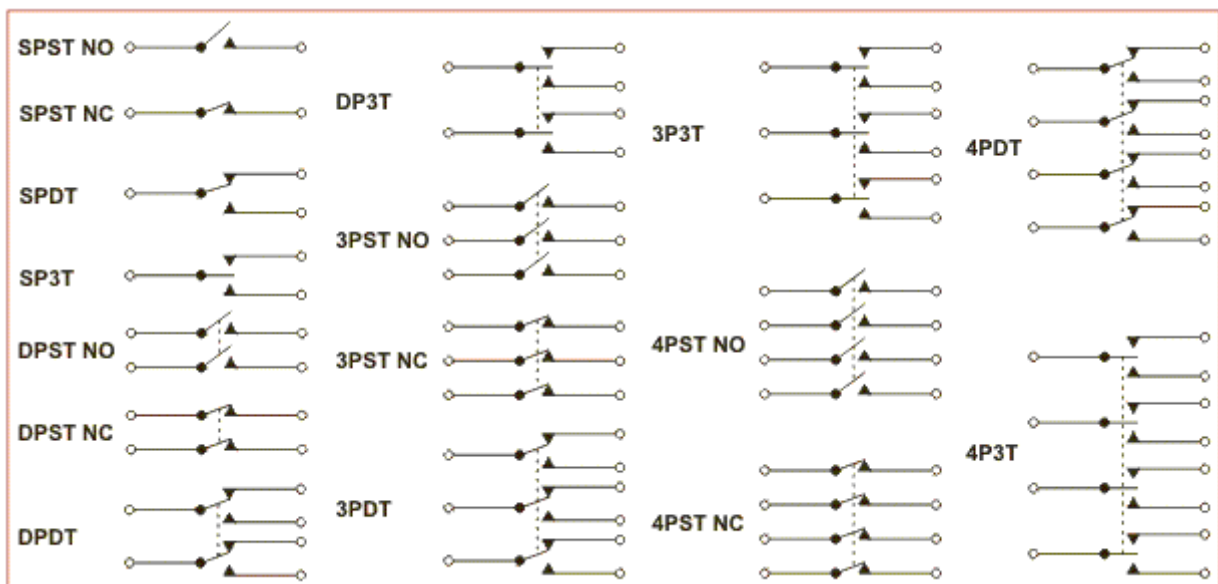 SPST NO
SPST NC
SPDT
SP3T
DPST NO
DPST NC
DPDT
DP3T
3PST NO
3PST NC
3PDT
3P3T
4PST NO
4PST NC
4PDT
4P3T